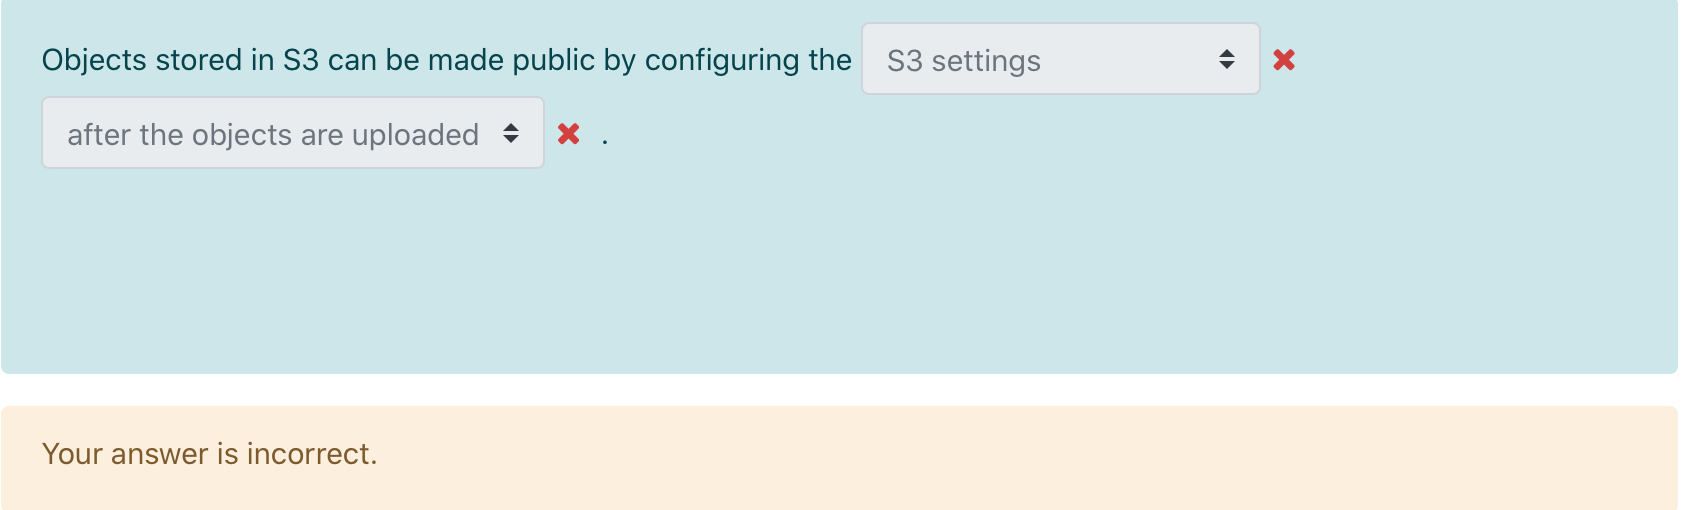 Objects stored in S3 can be made public by configuring the S3 settings
after the objects are uploaded .
Your answer is incorrect.